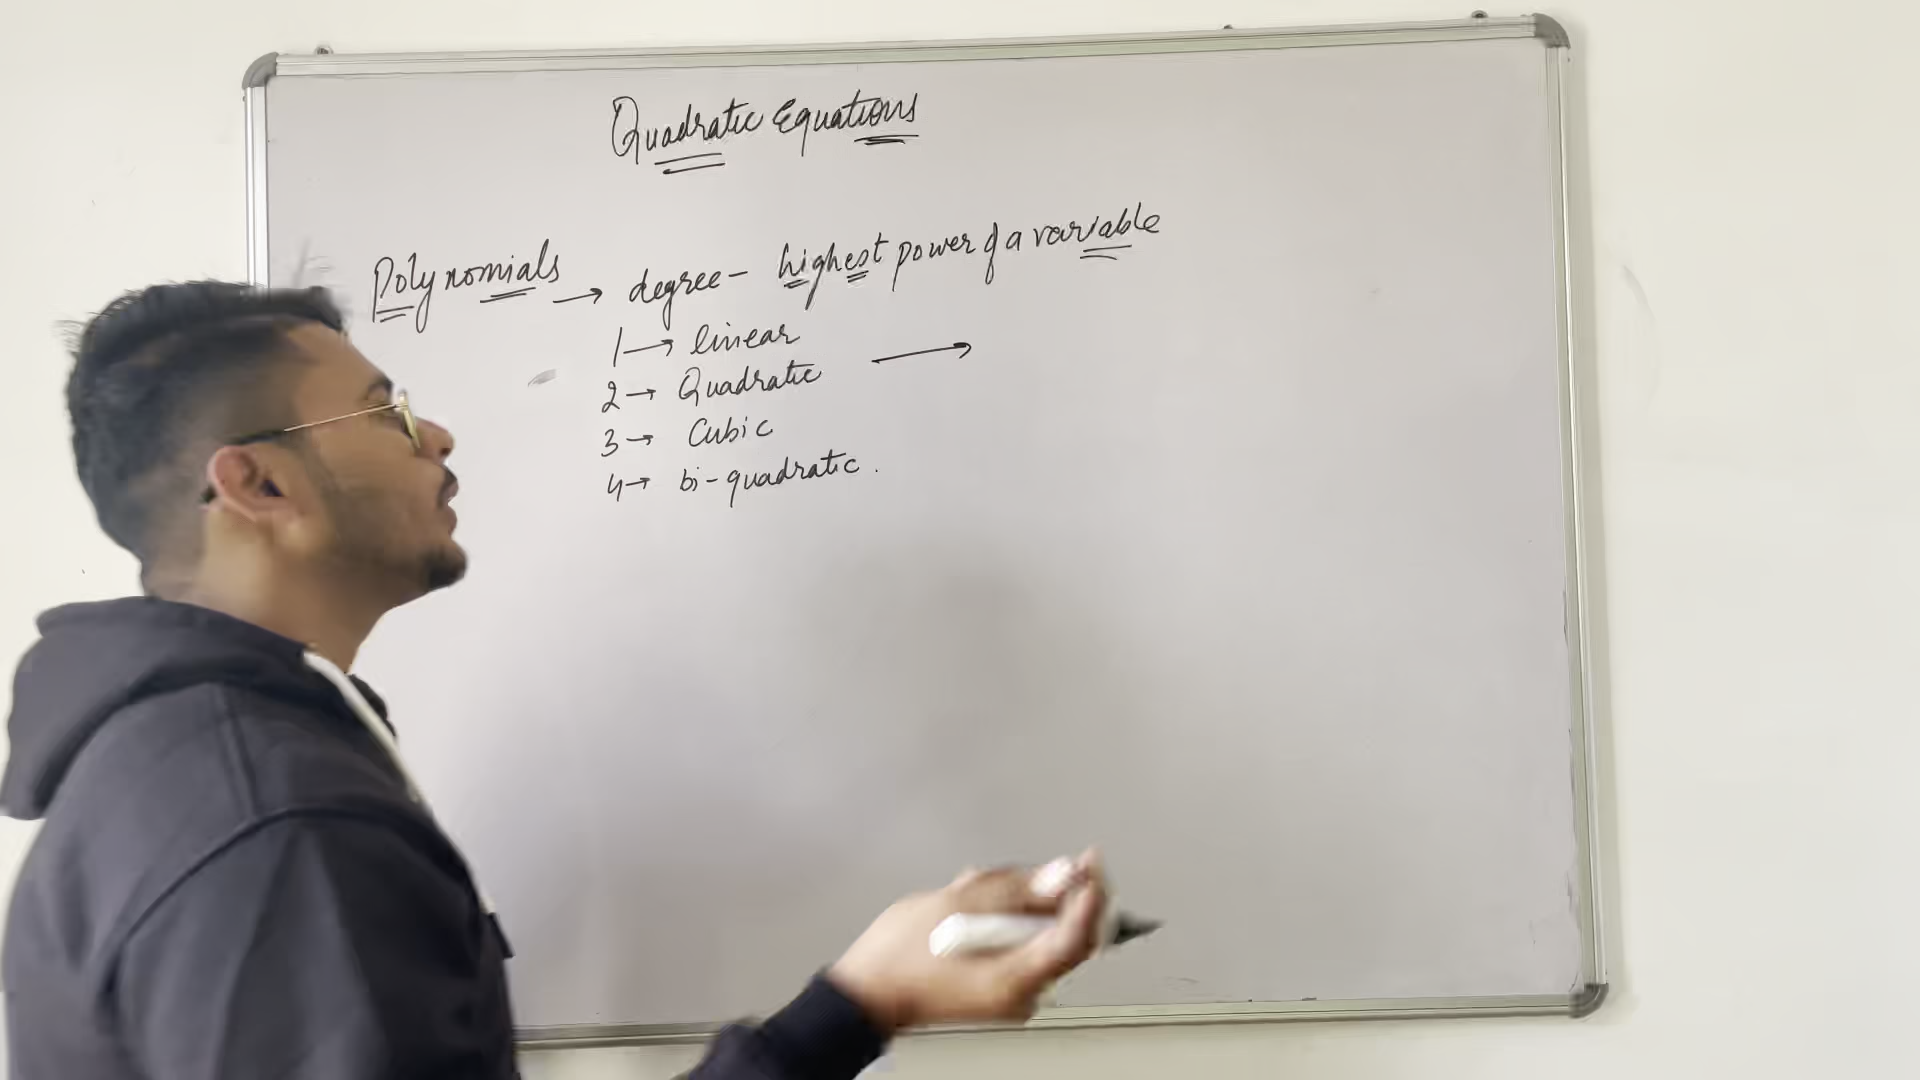 Quadratic Equations
Polynomials → degree - highest power of a variable
1 → linear →
2 → Quadratic
3 → Cubic
4 → bi-quadratic.